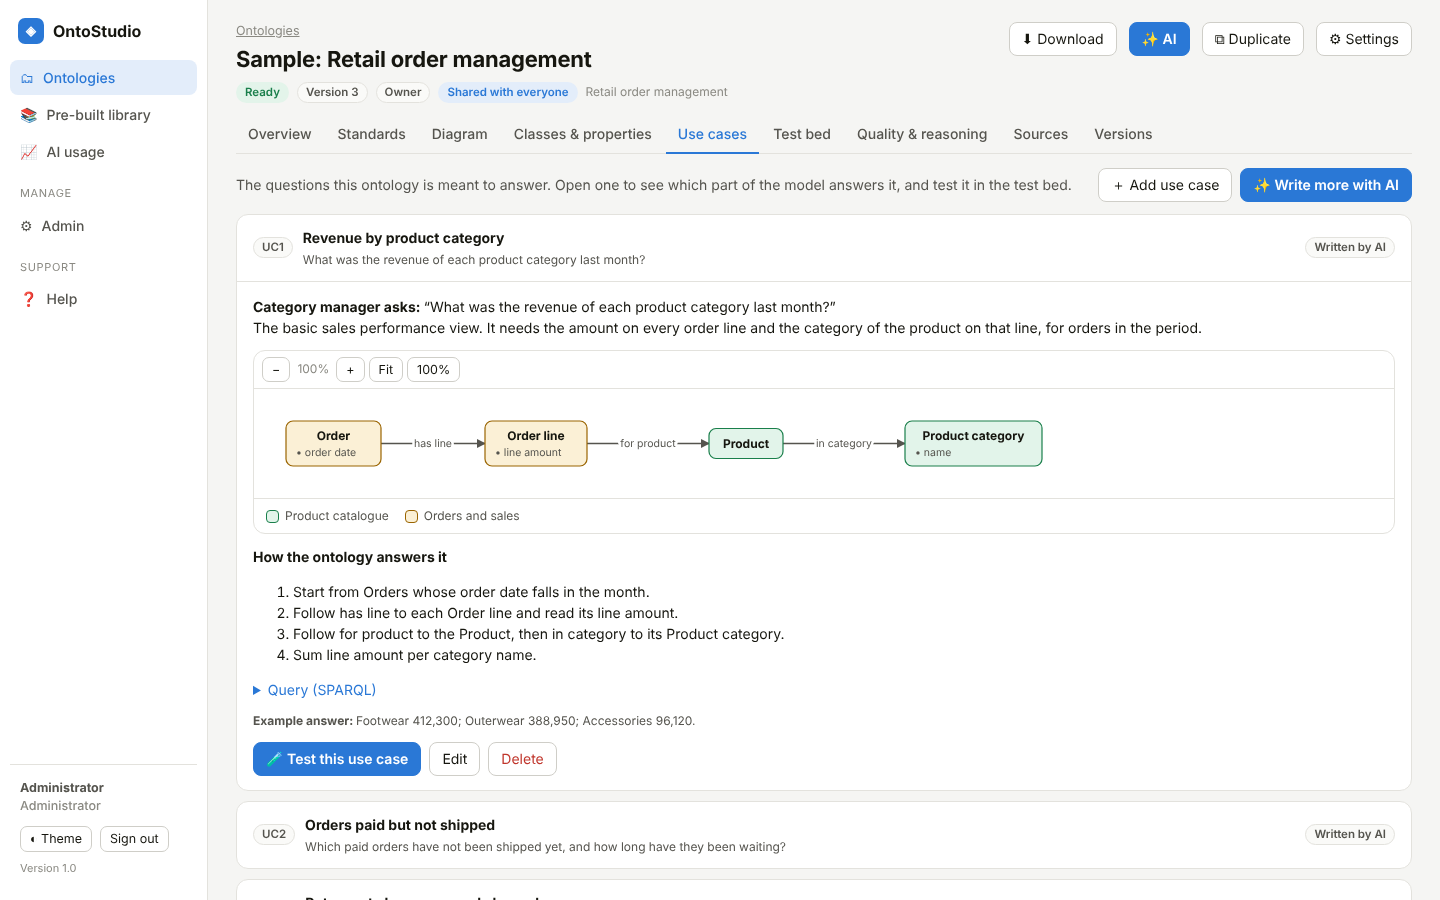 OntoStudio
Ontologies
Pre-built library
AI usage
MANAGE
Admin
SUPPORT
Help
Administrator
Administrator
Theme
Sign out
Version 1.0
Ontologies
Sample: Retail order management
Download
AI
Duplicate
Settings
Ready
Version 3
Owner
Shared with everyone
Retail order management
Overview
Standards
Diagram
Classes & properties
Use cases
Test bed
Quality & reasoning
Sources
Versions
The questions this ontology is meant to answer. Open one to see which part of the model answers it, and test it in the test bed.
+ Add use case
Write more with AI
UC1
Revenue by product category
What was the revenue of each product category last month?
Written by AI
Category manager asks: “What was the revenue of each product category last month?”
The basic sales performance view. It needs the amount on every order line and the category of the product on that line, for orders in the period.
−
100%
+
Fit
100%
Order
• order date
has line
Order line
• line amount
for product
Product
in category
Product category
• name
Product catalogue
Orders and sales
How the ontology answers it
1. Start from Orders whose order date falls in the month.
2. Follow has line to each Order line and read its line amount.
3. Follow for product to the Product, then in category to its Product category.
4. Sum line amount per category name.
Query (SPARQL)
Example answer: Footwear 412,300; Outerwear 388,950; Accessories 96,120.
Test this use case
Edit
Delete
UC2
Orders paid but not shipped
Which paid orders have not been shipped yet, and how long have they been waiting?
Written by AI